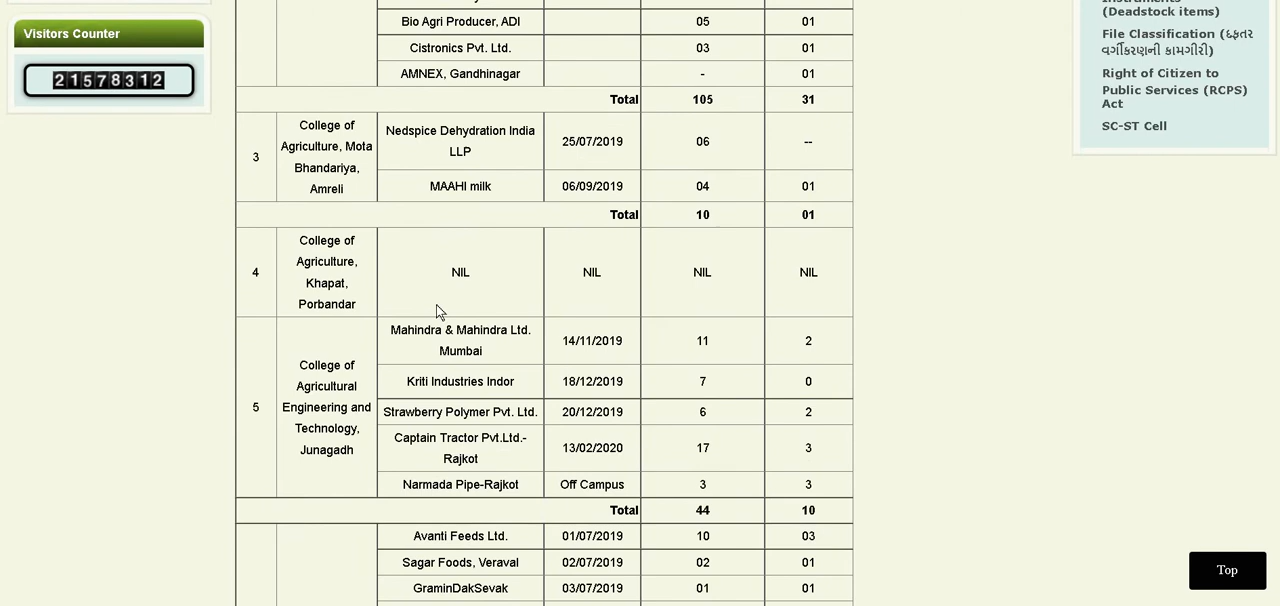 Visitors Counter
21578312
Bio Agri Producer, ADI 05 01
Cistronics Pvt. Ltd. 03 01
AMNEX, Gandhinagar - 01
Total 105 31
3
College of
Agriculture, Mota
Bhandariya,
Amreli
Nedspice Dehydration India
LLP
25/07/2019 06 --
MAAHI milk 06/09/2019 04 01
Total 10 01
4
College of
Agriculture,
Khapat,
Porbandar
NIL NIL NIL NIL
5
College of
Agricultural
Engineering and
Technology,
Junagadh
Mahindra & Mahindra Ltd.
Mumbai
14/11/2019 11 2
Kriti Industries Indor 18/12/2019 7 0
Strawberry Polymer Pvt. Ltd. 20/12/2019 6 2
Captain Tractor Pvt.Ltd.-
Rajkot
13/02/2020 17 3
Narmada Pipe-Rajkot Off Campus 3 3
Total 44 10
Avanti Feeds Ltd. 01/07/2019 10 03
Sagar Foods, Veraval 02/07/2019 02 01
GraminDakSevak 03/07/2019 01 01
Instruments
(Deadstock items)
File Classification (દફતર
વર્ગીકરણની કામગીરી)
Right of Citizen to
Public Services (RCPS)
Act
SC-ST Cell
Top